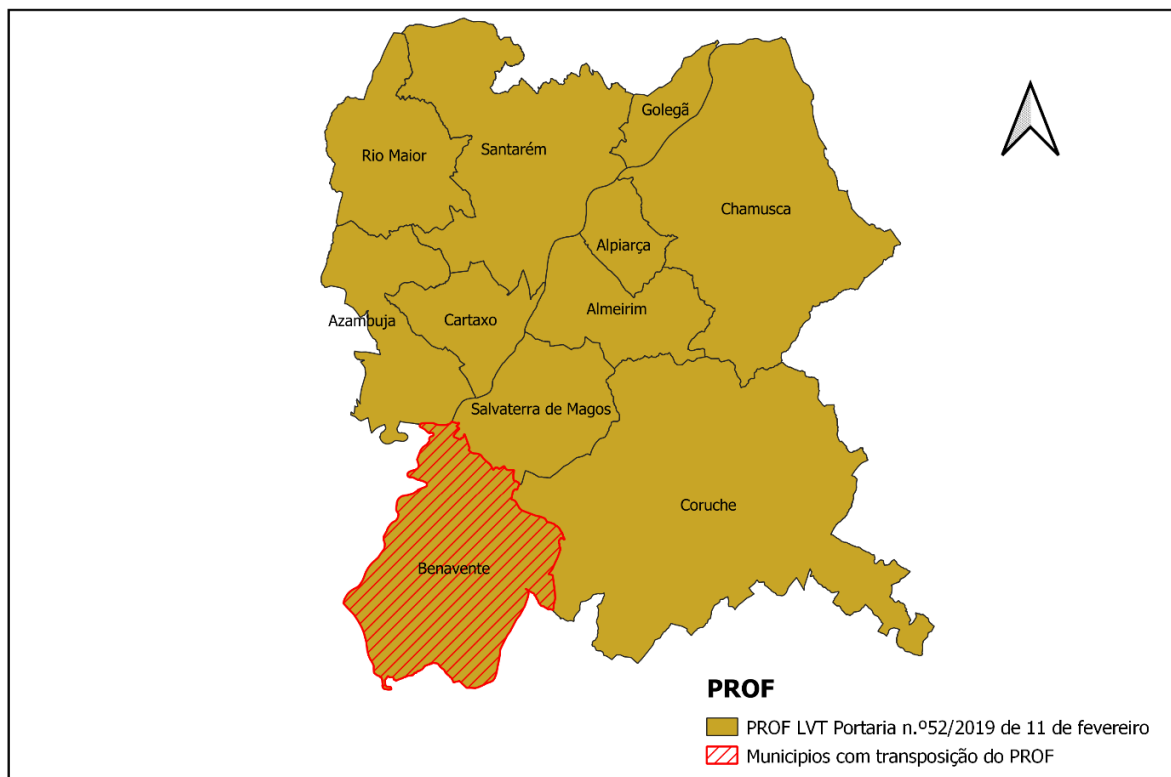 Golegã
Santarém
Rio Maior
Chamusca
Alpiarça
Almeirim
Azambuja
Cartaxo
Salvaterra de Magos
Coruche
Benavente
PROF
PROF LVT Portaria n.º52/2019 de 11 de fevereiro
Municipios com transposição do PROF